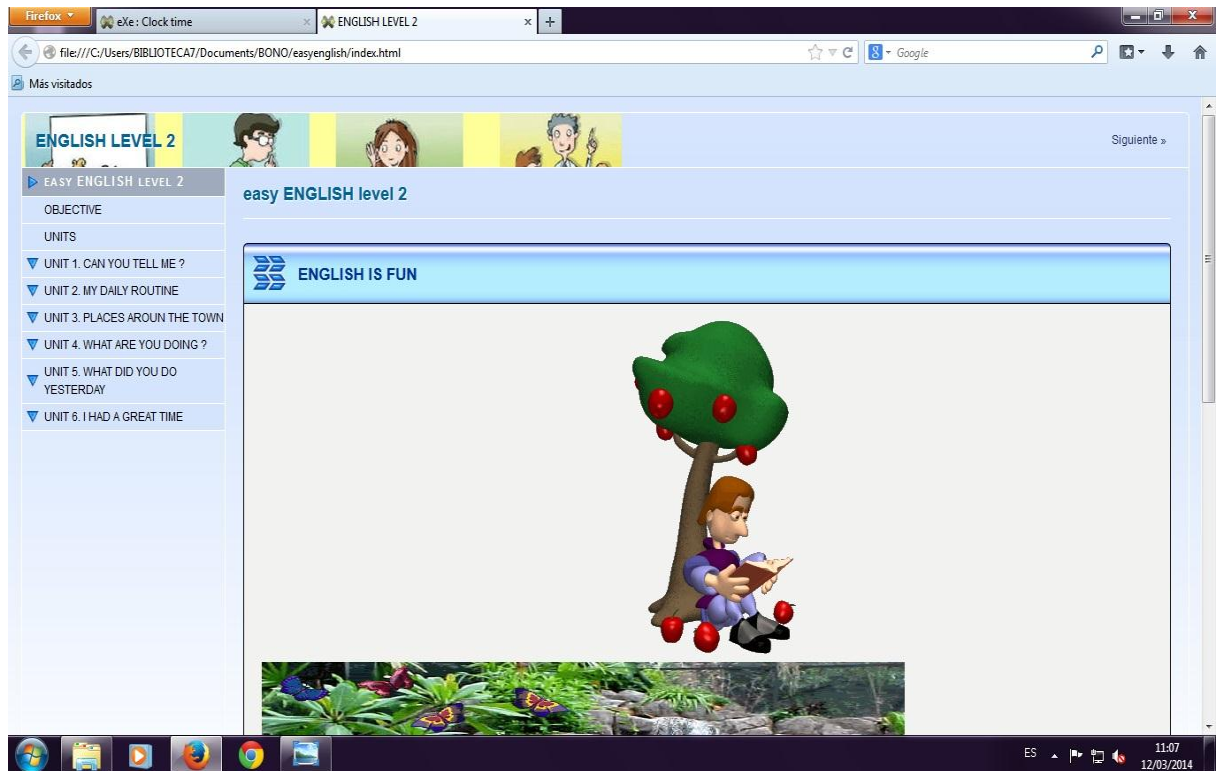 Firefox
eXe : Clock time
ENGLISH LEVEL 2
file:///C:/Users/BIBLIOTECA7/Documents/BONO/easyenglish/index.html
Google
Más visitados
ENGLISH LEVEL 2
Siguiente »
EASY ENGLISH LEVEL 2
easy ENGLISH level 2
OBJECTIVE
UNITS
UNIT 1. CAN YOU TELL ME ?
ENGLISH IS FUN
UNIT 2. MY DAILY ROUTINE
UNIT 3. PLACES AROUN THE TOWN
UNIT 4. WHAT ARE YOU DOING ?
UNIT 5. WHAT DID YOU DO
YESTERDAY
UNIT 6. I HAD A GREAT TIME
ES
11:07
12/03/2014